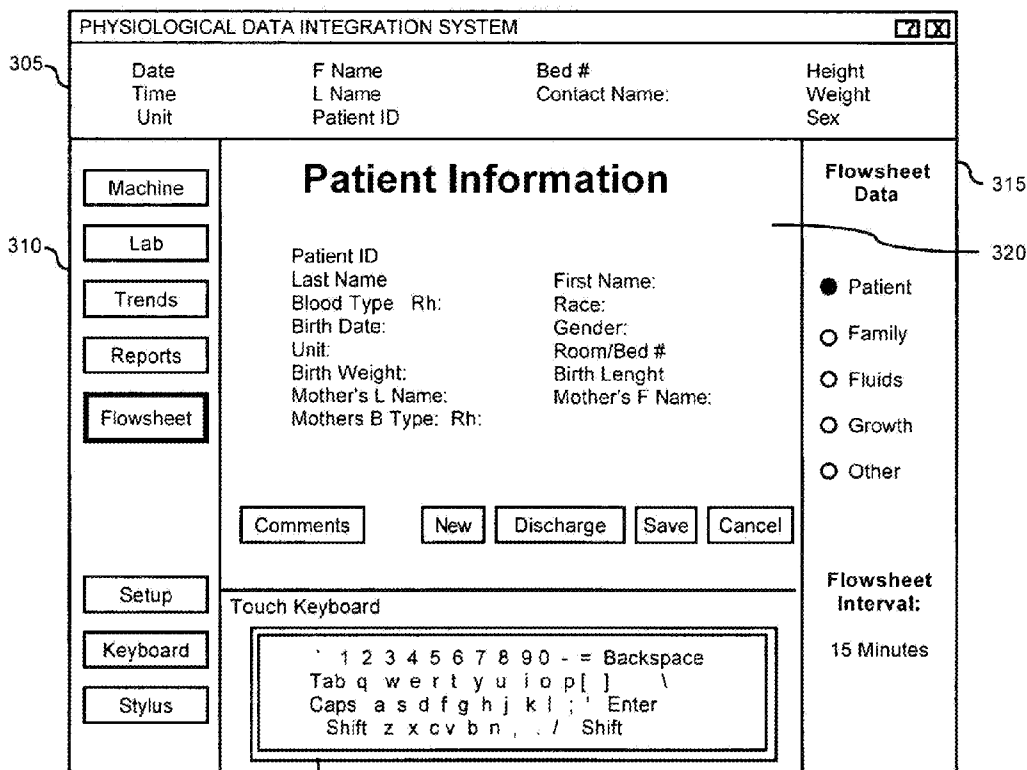 PHYSIOLOGICAL DATA INTEGRATION SYSTEM ? X
305
Date F Name Bed # Height
Time L Name Contact Name: Weight
Unit Patient ID Sex
Machine
Lab
Trends
Reports
Flowsheet
310
Setup
Keyboard
Stylus
Patient Information
Patient ID
Last Name First Name:
Blood Type Rh: Race:
Birth Date: Gender:
Unit: Room/Bed #
Birth Weight: Birth Lenght
Mother's L Name: Mother's F Name:
Mothers B Type: Rh:
Comments New Discharge Save Cancel
Touch Keyboard
` 1 2 3 4 5 6 7 8 9 0 - = Backspace
Tab q w e r t y u i o p [ ] \
Caps a s d f g h j k l ; ' Enter
Shift z x c v b n , . / Shift
Flowsheet
Data
315
320
Patient
Family
Fluids
Growth
Other
Flowsheet
Interval:
15 Minutes